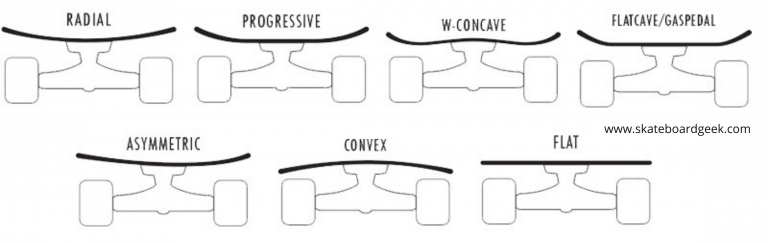 RADIAL
PROGRESSIVE
W-CONCAVE
FLATCAVE/GASPEDAL
www.skateboardgeek.com
ASYMMETRIC
CONVEX
FLAT